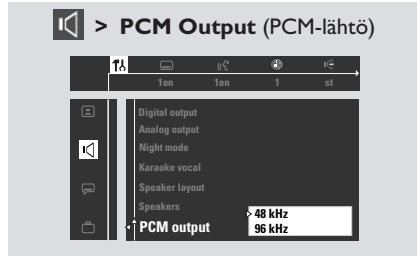 > PCM Output (PCM-lähtö)
1en 1en 1 st
Digital output
Analog output
Night mode
Karaoke vocal
Speaker layout
Speakers
PCM output
48 kHz
96 kHz